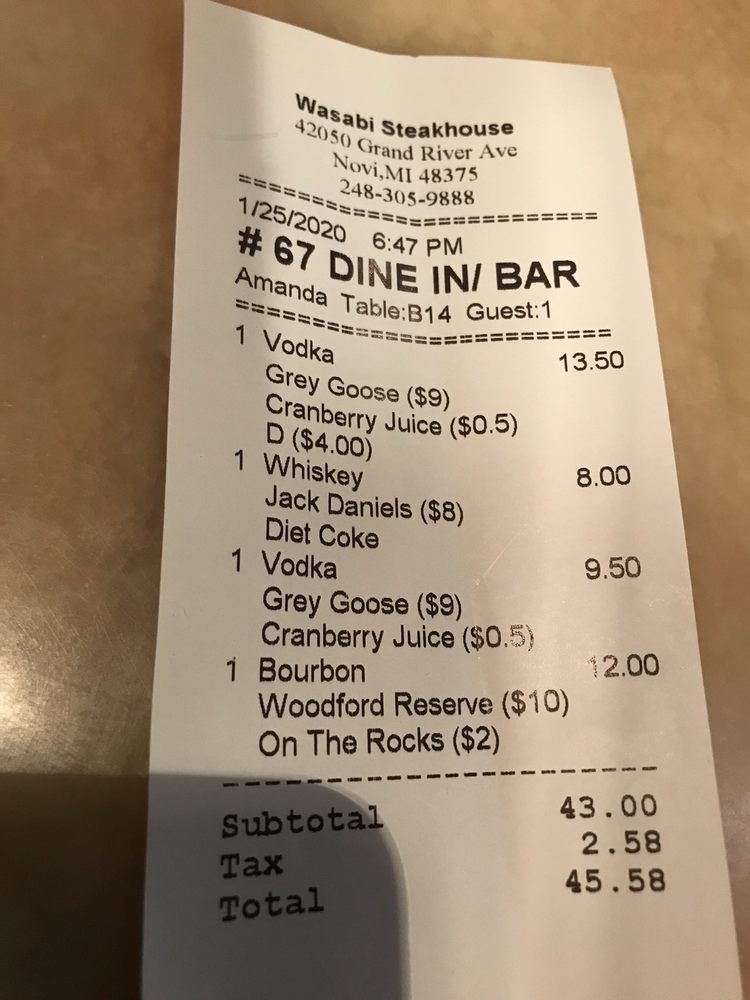 Wasabi Steakhouse
42050 Grand River Ave
Novi,MI 48375
248-305-9888
==========================
1/25/2020 6:47 PM
# 67 DINE IN/ BAR
Amanda Table:B14 Guest:1
==========================
1 Vodka 13.50
Grey Goose ($9)
Cranberry Juice ($0.5)
D ($4.00)
1 Whiskey 8.00
Jack Daniels ($8)
Diet Coke
1 Vodka 9.50
Grey Goose ($9)
Cranberry Juice ($0.5)
1 Bourbon 12.00
Woodford Reserve ($10)
On The Rocks ($2)
--------------------------
Subtotal 43.00
Tax 2.58
Total 45.58